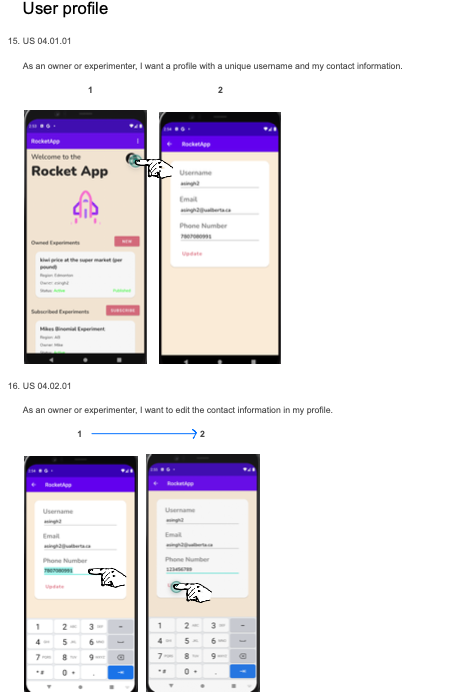 User profile
15. US 04.01.01
As an owner or experimenter, I want a profile with a unique username and my contact information.
1 2
RocketApp
Welcome to the
Rocket App
Owned Experiments NEW
kiwi price at the super market (per
pound)
Region: Edmonton
Owner: asingh2
Status: Active Published
Subscribed Experiments SUBSCRIBE
Mikes Binomial Experiment
Region: AB
Owner: Mike
Status: Active
RocketApp
Username
asingh2
Email
asingh2@ualberta.ca
Phone Number
7807080991
Update
16. US 04.02.01
As an owner or experimenter, I want to edit the contact information in my profile.
1 2
RocketApp
Username
asingh2
Email
asingh2@ualberta.ca
Phone Number
7807080991
Update
1 2 3 -
4 5 6
7 8 9
*# 0 + .
RocketApp
Username
asingh2
Email
asingh2@ualberta.ca
Phone Number
123456789
1 2 3 -
4 5 6
7 8 9
*# 0 + .